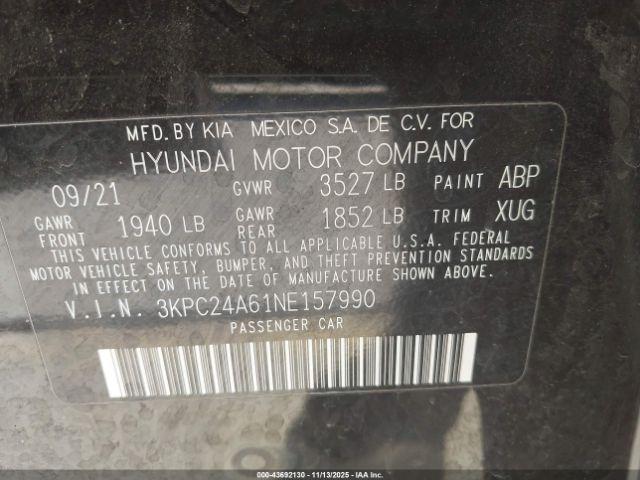 MFD. BY KIA MEXICO S.A. DE C.V. FOR
HYUNDAI MOTOR COMPANY
09/21 GVWR 3527 LB PAINT ABP
GAWR FRONT 1940 LB GAWR REAR 1852 LB TRIM XUG
THIS VEHICLE CONFORMS TO ALL APPLICABLE U.S.A. FEDERAL
MOTOR VEHICLE SAFETY, BUMPER, AND THEFT PREVENTION STANDARDS
IN EFFECT ON THE DATE OF MANUFACTURE SHOWN ABOVE.
V.I.N. 3KPC24A61NE157990
PASSENGER CAR
000-43692130 - 11/13/2025 - IAA Inc.